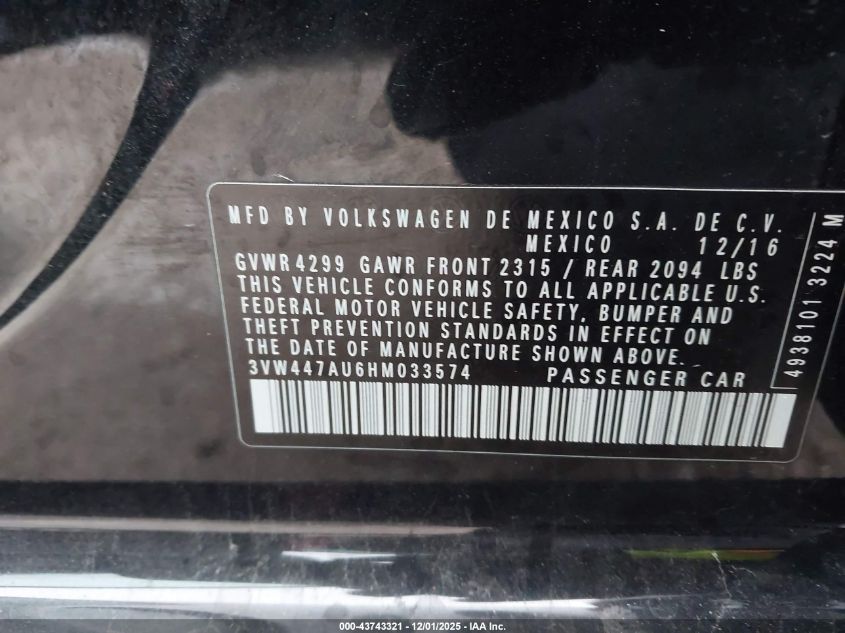 MFD BY VOLKSWAGEN DE MEXICO S.A. DE C.V.
MEXICO 12/16
GVWR 4299 GAWR FRONT 2315 / REAR 2094 LBS
THIS VEHICLE CONFORMS TO ALL APPLICABLE U.S.
FEDERAL MOTOR VEHICLE SAFETY, BUMPER AND
THEFT PREVENTION STANDARDS IN EFFECT ON
THE DATE OF MANUFACTURE SHOWN ABOVE.
3VW447AU6HM033574 PASSENGER CAR
4938101 3224 M
000-43743321 - 12/01/2025 - IAA Inc.